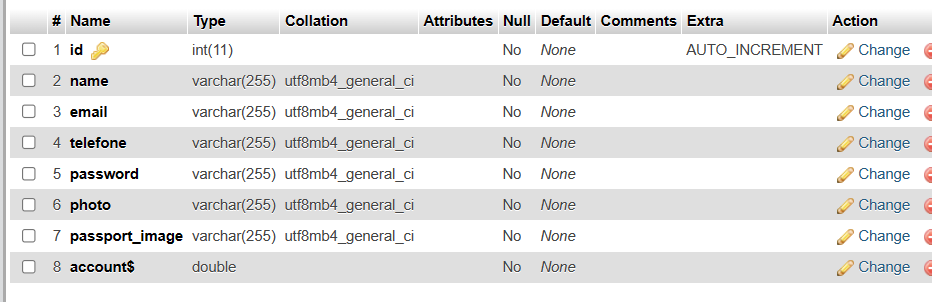 # Name Type Collation Attributes Null Default Comments Extra Action
1 id int(11) No None AUTO_INCREMENT Change
2 name varchar(255) utf8mb4_general_ci No None Change
3 email varchar(255) utf8mb4_general_ci No None Change
4 telefone varchar(255) utf8mb4_general_ci No None Change
5 password varchar(255) utf8mb4_general_ci No None Change
6 photo varchar(255) utf8mb4_general_ci No None Change
7 passport_image varchar(255) utf8mb4_general_ci No None Change
8 account$ double No None Change